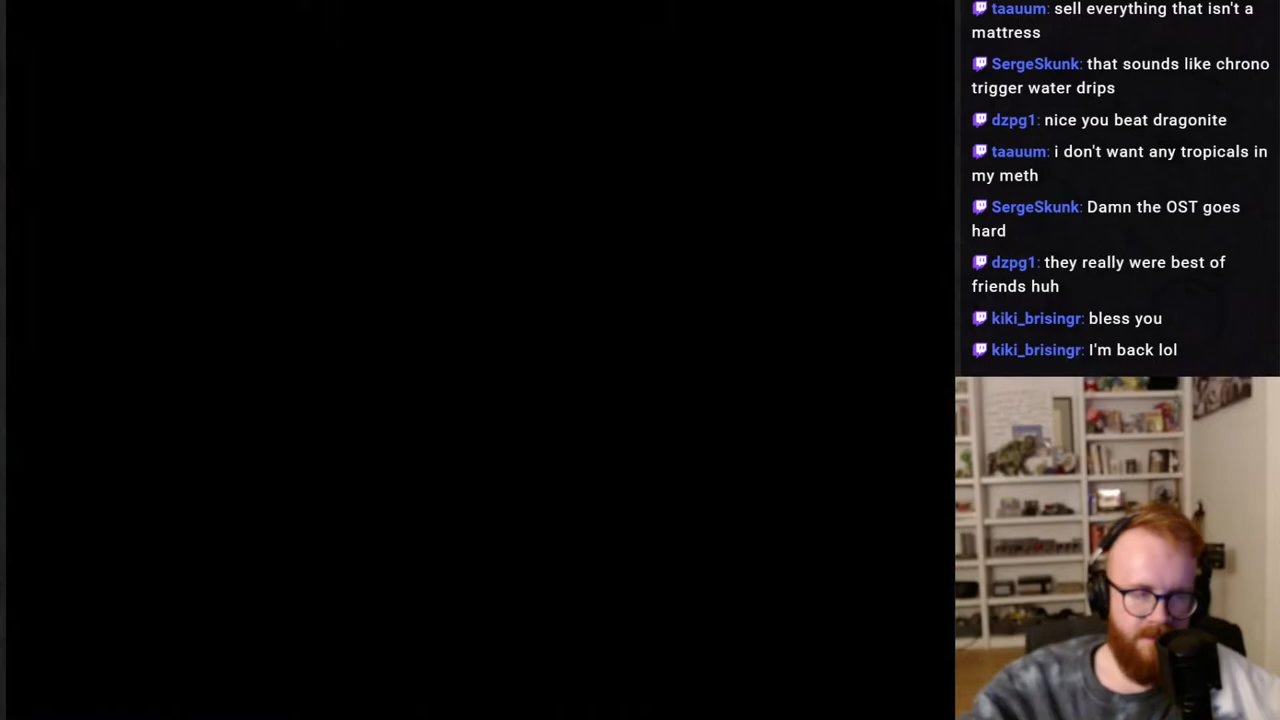 taauum: sell everything that isn't a
mattress
SergeSkunk: that sounds like chrono
trigger water drips
dzpg1: nice you beat dragonite
taauum: i don't want any tropicals in
my meth
SergeSkunk: Damn the OST goes
hard
dzpg1: they really were best of
friends huh
kiki_brisingr: bless you
kiki_brisingr: I'm back lol